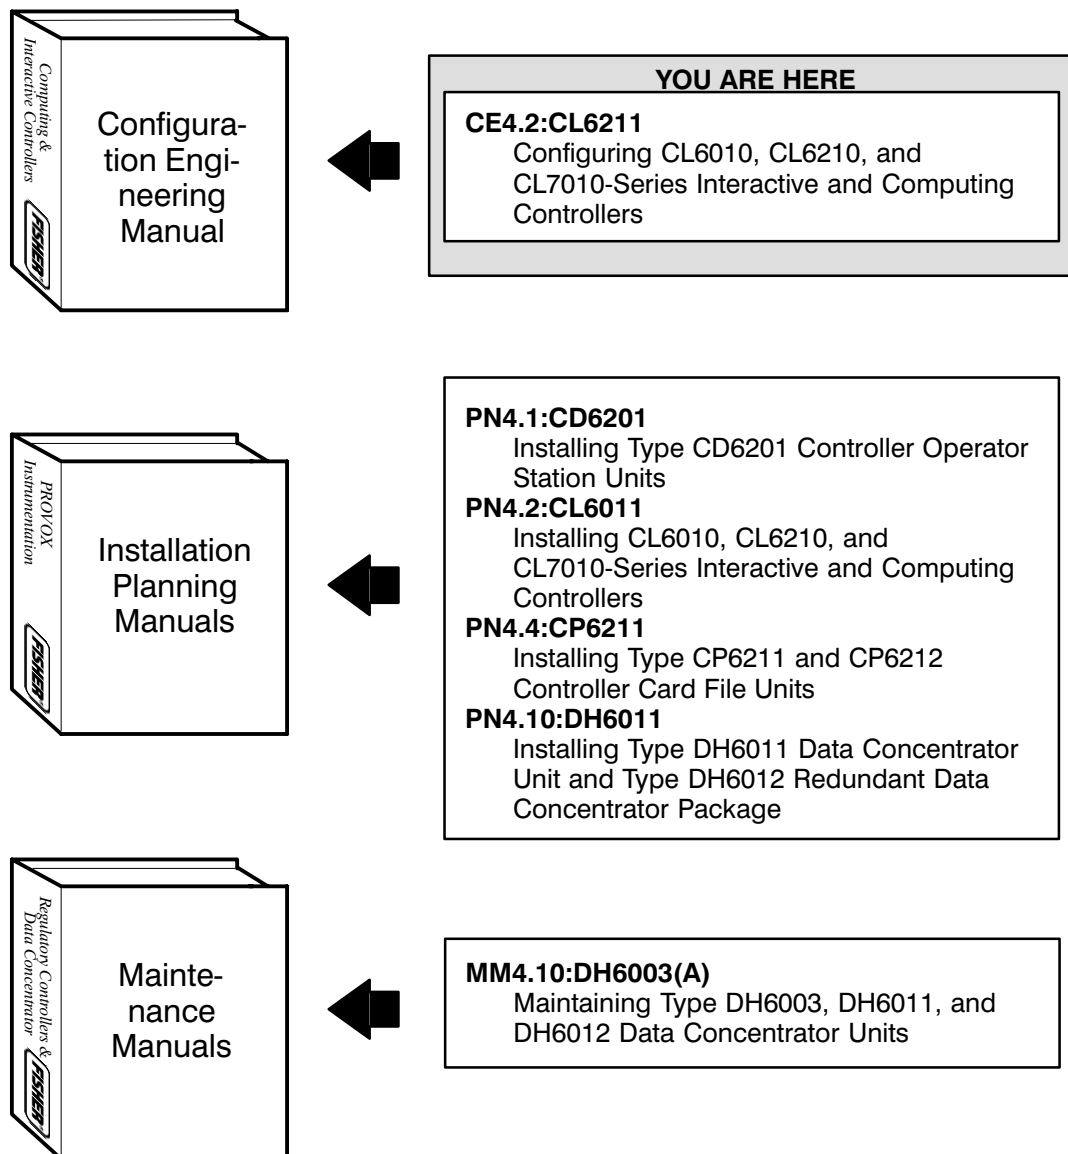 Computing &
Interactive Controllers
FISHER
Configura-
tion Engi-
neering
Manual
YOU ARE HERE
CE4.2:CL6211
Configuring CL6010, CL6210, and
CL7010-Series Interactive and Computing
Controllers
PROVOX
Instrumentation
FISHER
Installation
Planning
Manuals
PN4.1:CD6201
Installing Type CD6201 Controller Operator
Station Units
PN4.2:CL6011
Installing CL6010, CL6210, and
CL7010-Series Interactive and Computing
Controllers
PN4.4:CP6211
Installing Type CP6211 and CP6212
Controller Card File Units
PN4.10:DH6011
Installing Type DH6011 Data Concentrator
Unit and Type DH6012 Redundant Data
Concentrator Package
Regulatory Controllers &
Data Concentrator
FISHER
Mainte-
nance
Manuals
MM4.10:DH6003(A)
Maintaining Type DH6003, DH6011, and
DH6012 Data Concentrator Units